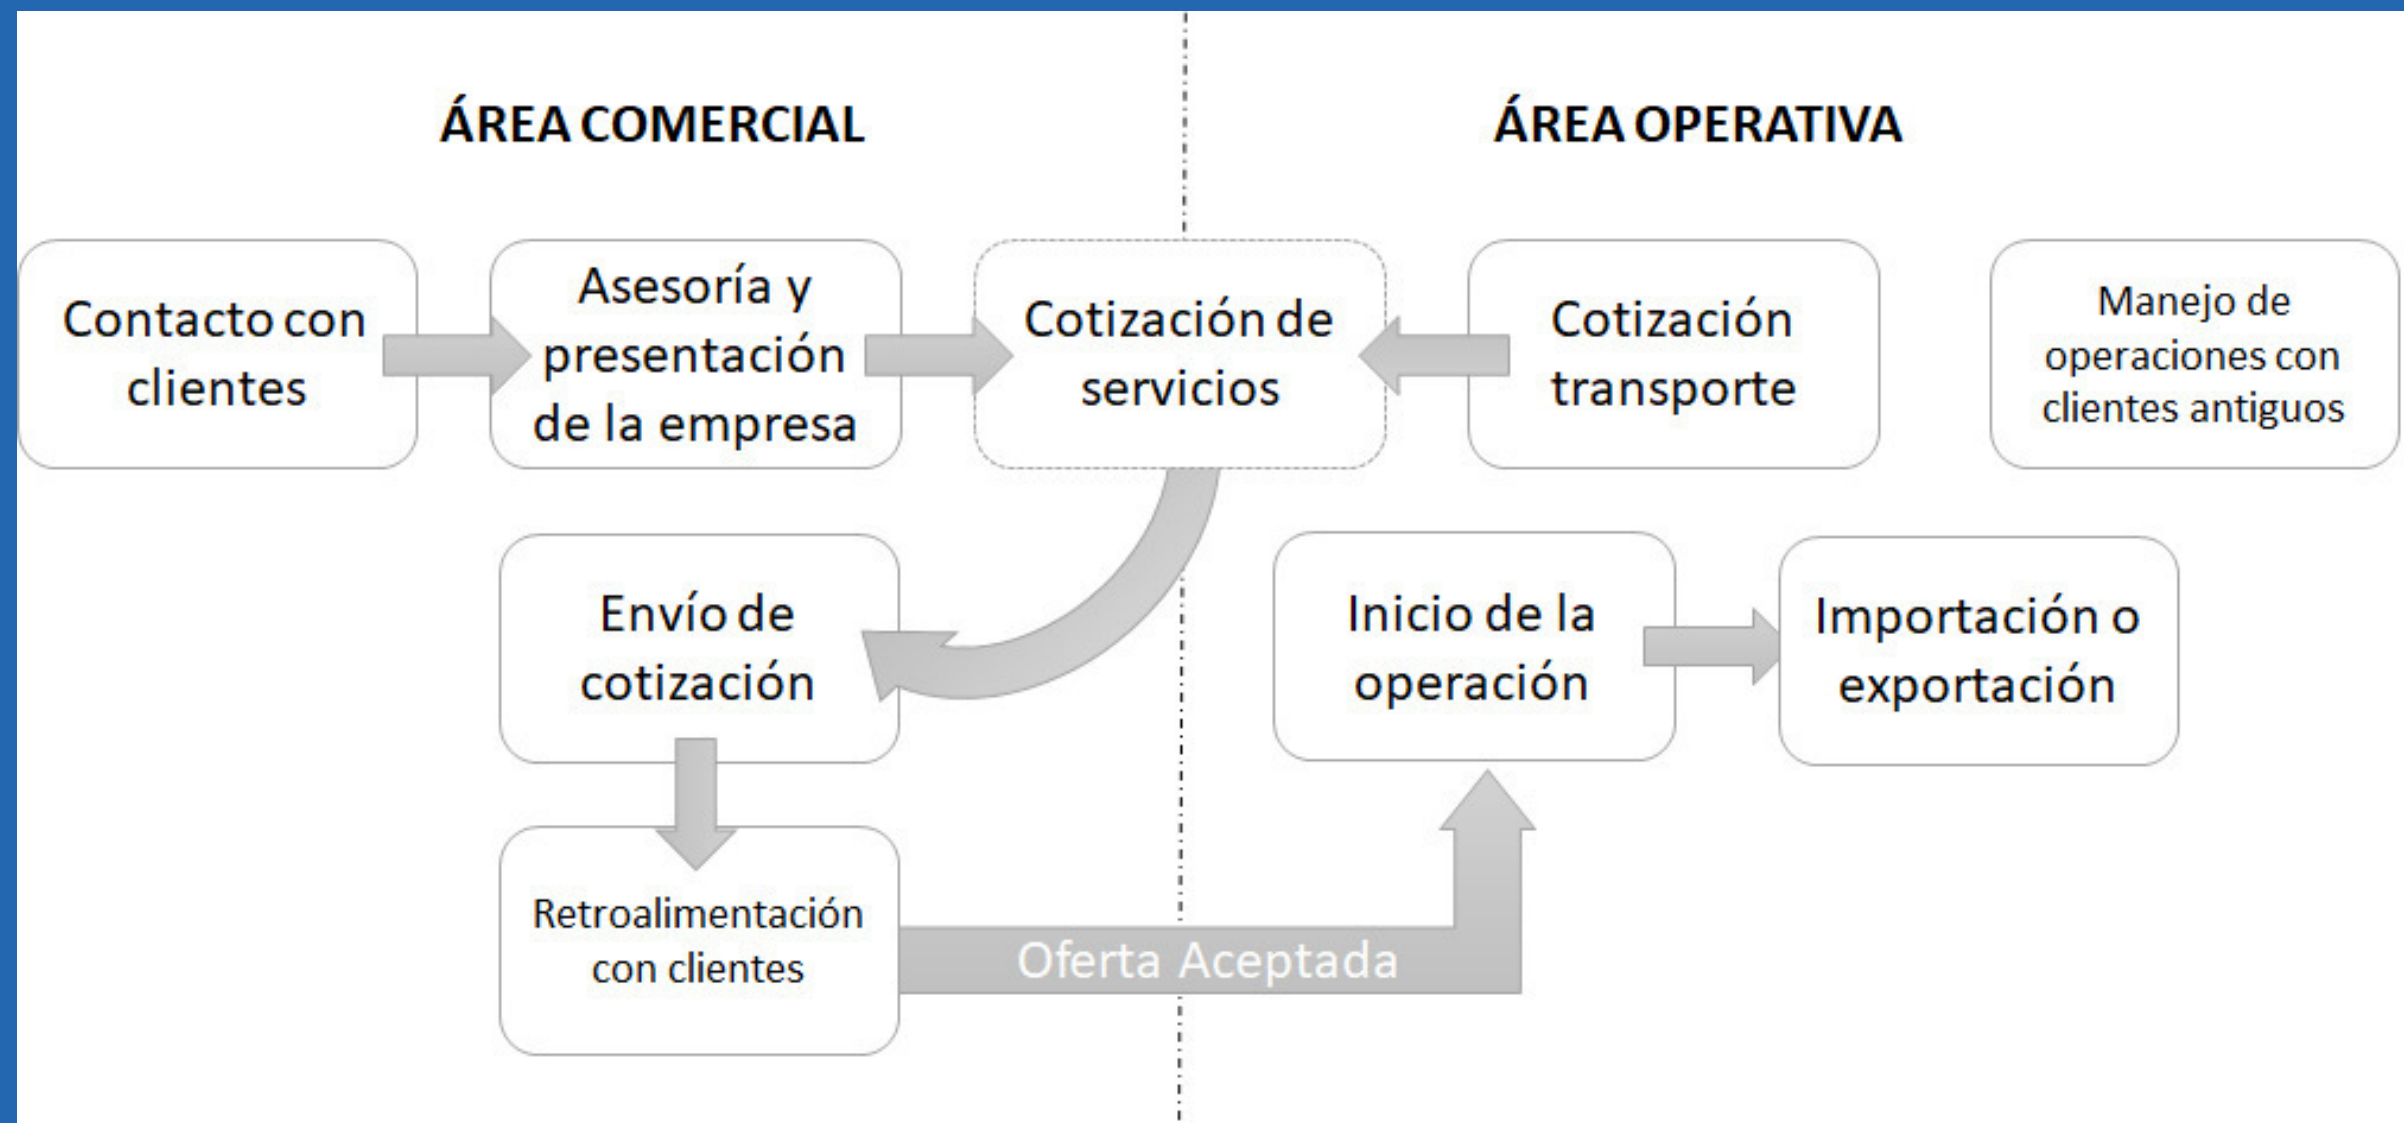 ÁREA COMERCIAL
ÁREA OPERATIVA
Contacto con
clientes
Asesoría y
presentación
de la empresa
Cotización de
servicios
Cotización
transporte
Manejo de
operaciones con
clientes antiguos
Envío de
cotización
Inicio de la
operación
Importación o
exportación
Retroalimentación
con clientes
Oferta Aceptada